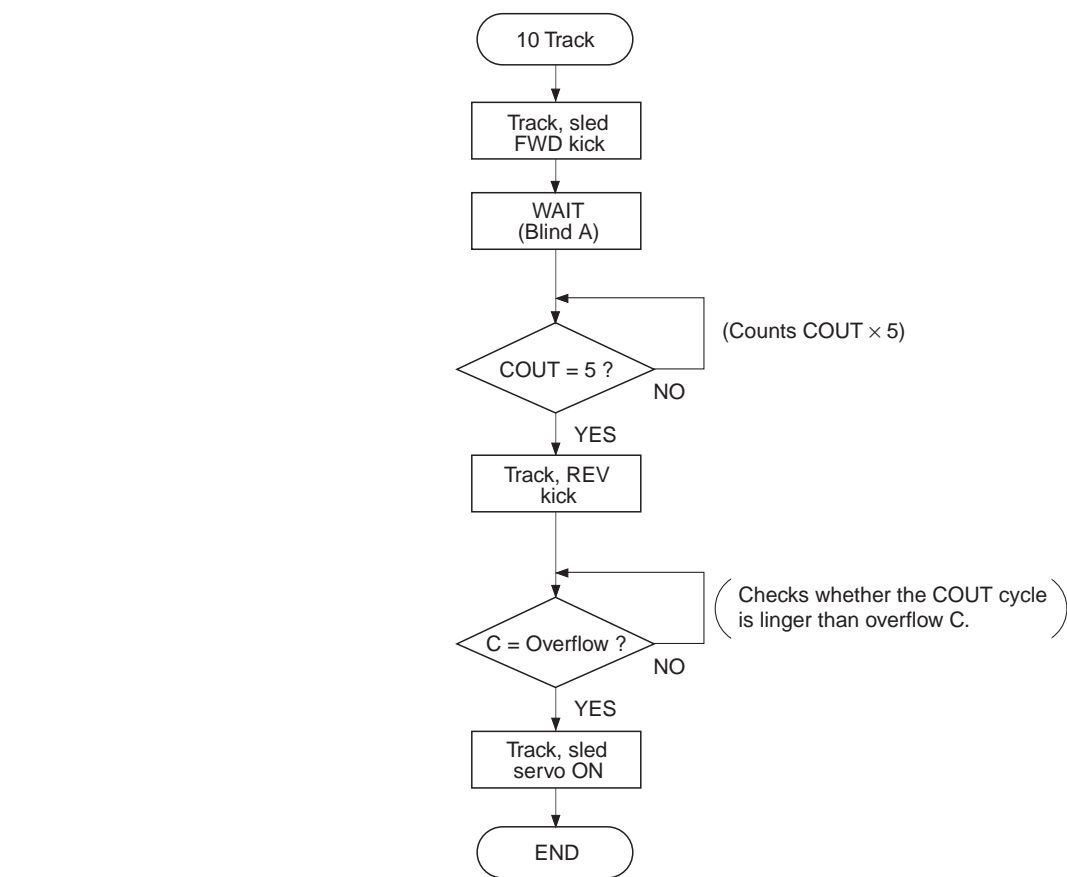 10 Track
Track, sled
FWD kick
WAIT
(Blind A)
(Counts COUT × 5)
COUT = 5 ?
NO
YES
Track, REV
kick
Checks whether the COUT cycle
is linger than overflow C.
C = Overflow ?
NO
YES
Track, sled
servo ON
END